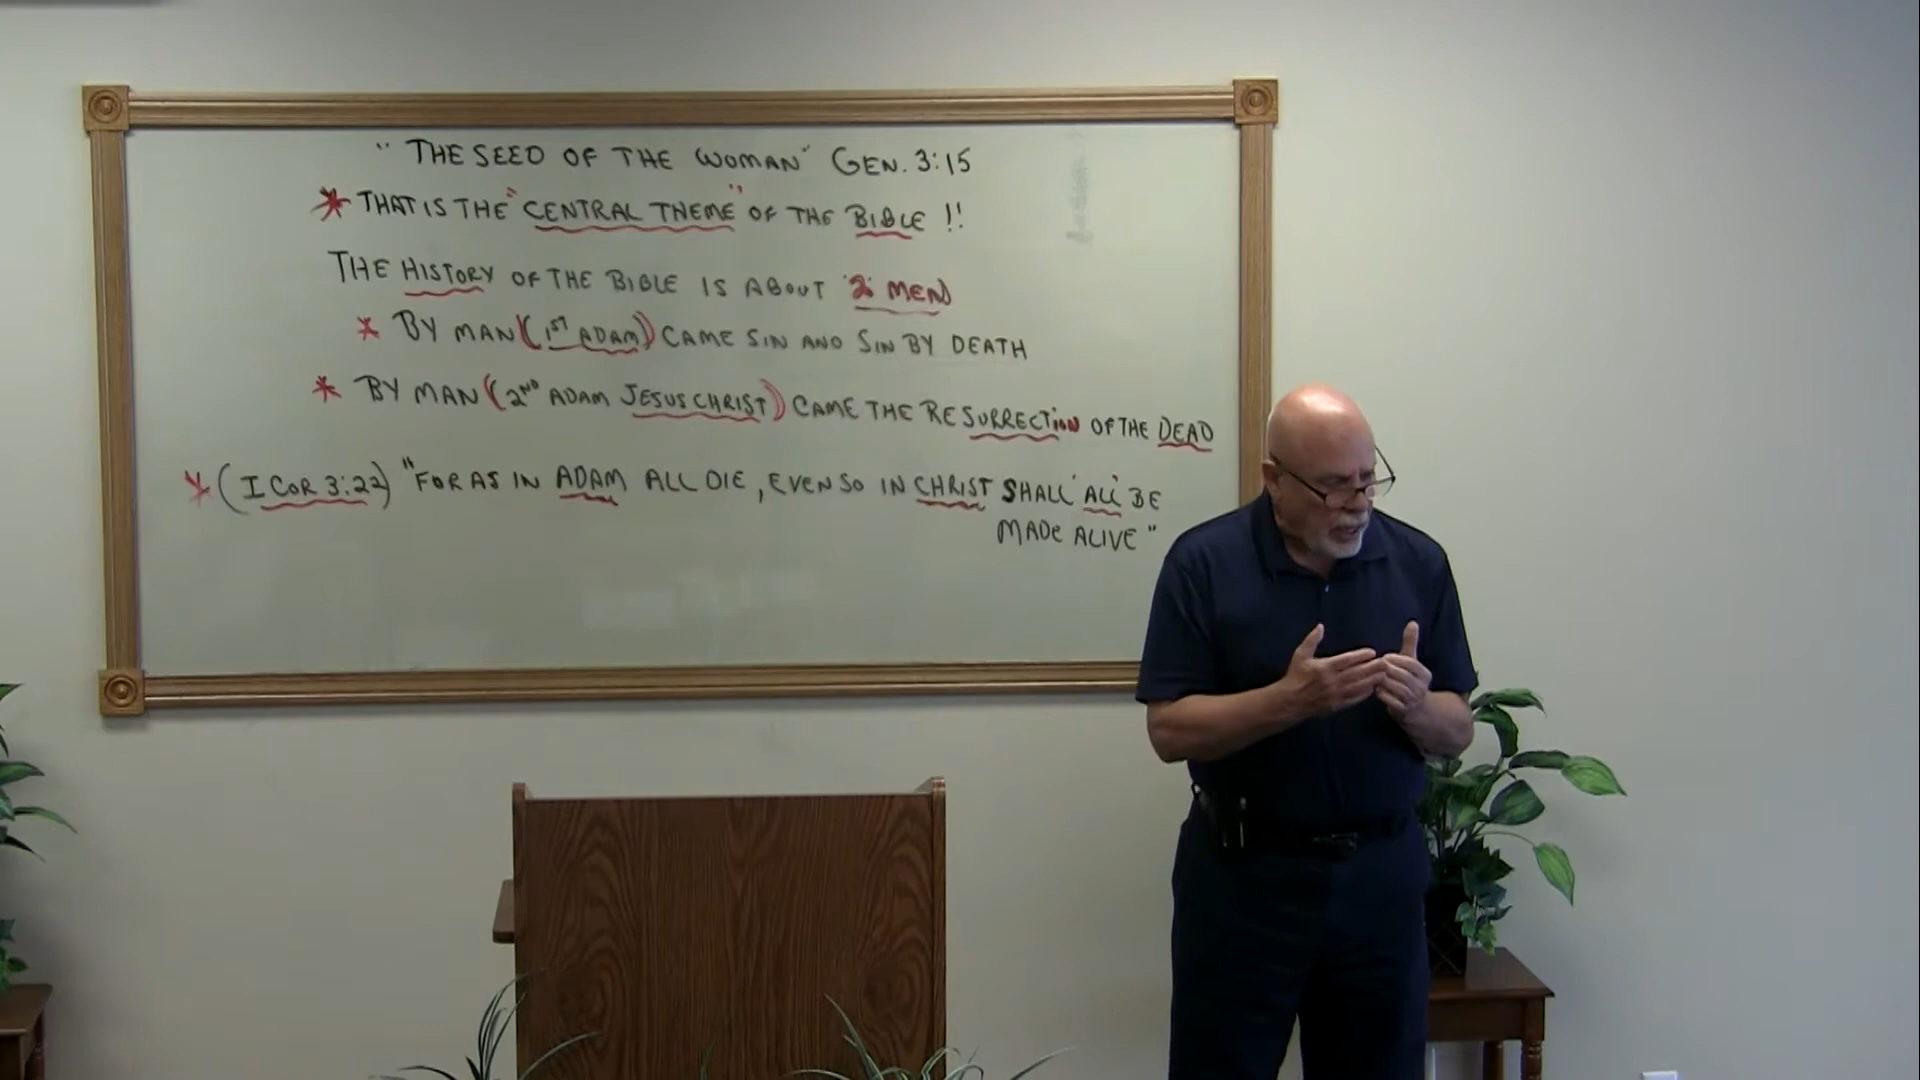 "THE SEED OF THE WOMAN" GEN. 3:15
* THAT IS THE "CENTRAL THEME" OF THE BIBLE !!
THE HISTORY OF THE BIBLE IS ABOUT "2" MEN
* BY MAN (1ST ADAM) CAME SIN AND SIN BY DEATH
* BY MAN (2ND ADAM JESUS CHRIST) CAME THE RESURRECTION OF THE DEAD
* (I COR 3:22) "FOR AS IN ADAM ALL DIE, EVEN SO IN CHRIST SHALL "ALL" BE
MADE ALIVE"